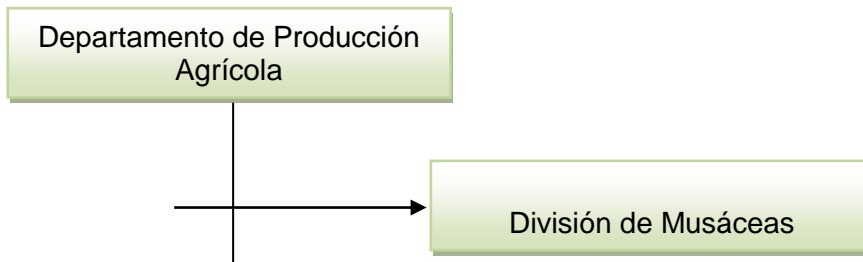 Departamento de Producción
Agrícola
División de Musáceas